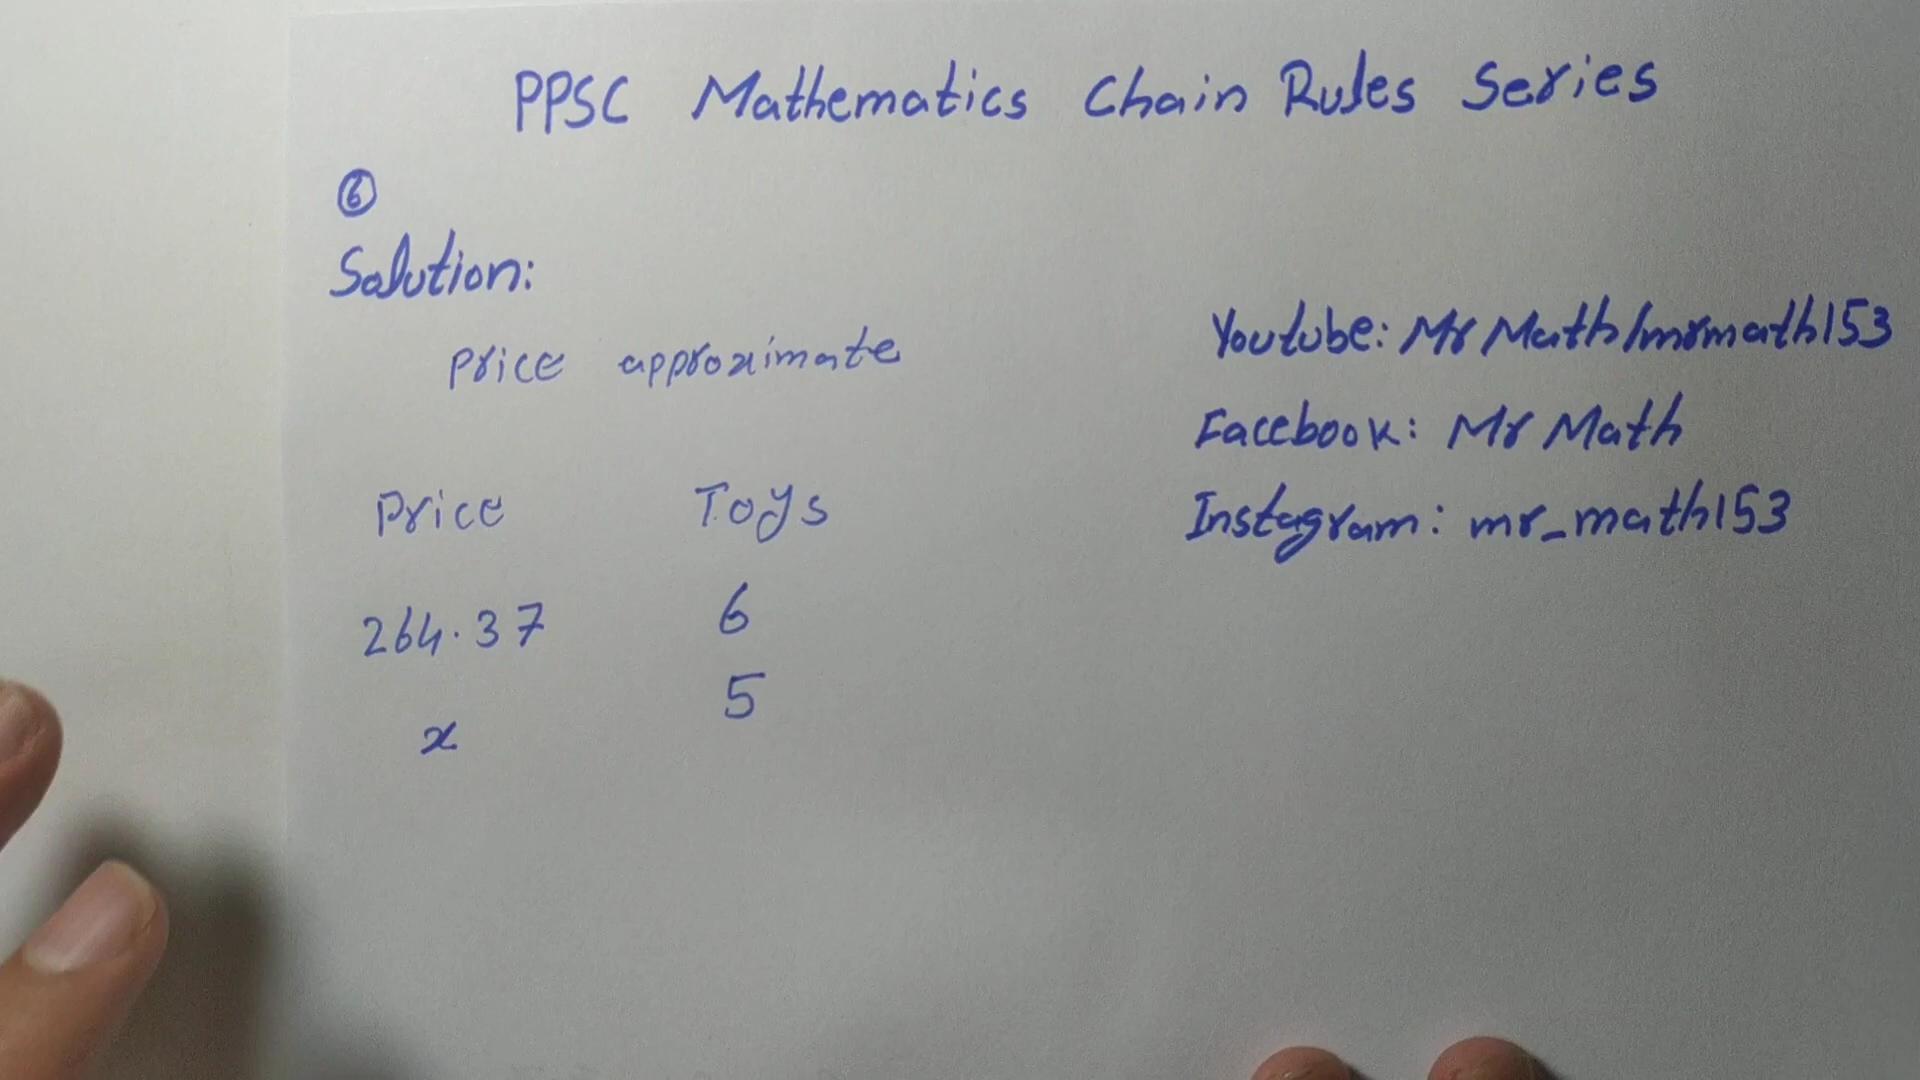 PPSC Mathematics Chain Rules Series
6
Solution:
Price approximate
Price Toys
264.37 6
x 5
Youtube: Mr Math/mrmath153
Facebook: Mr Math
Instagram: mr_math153